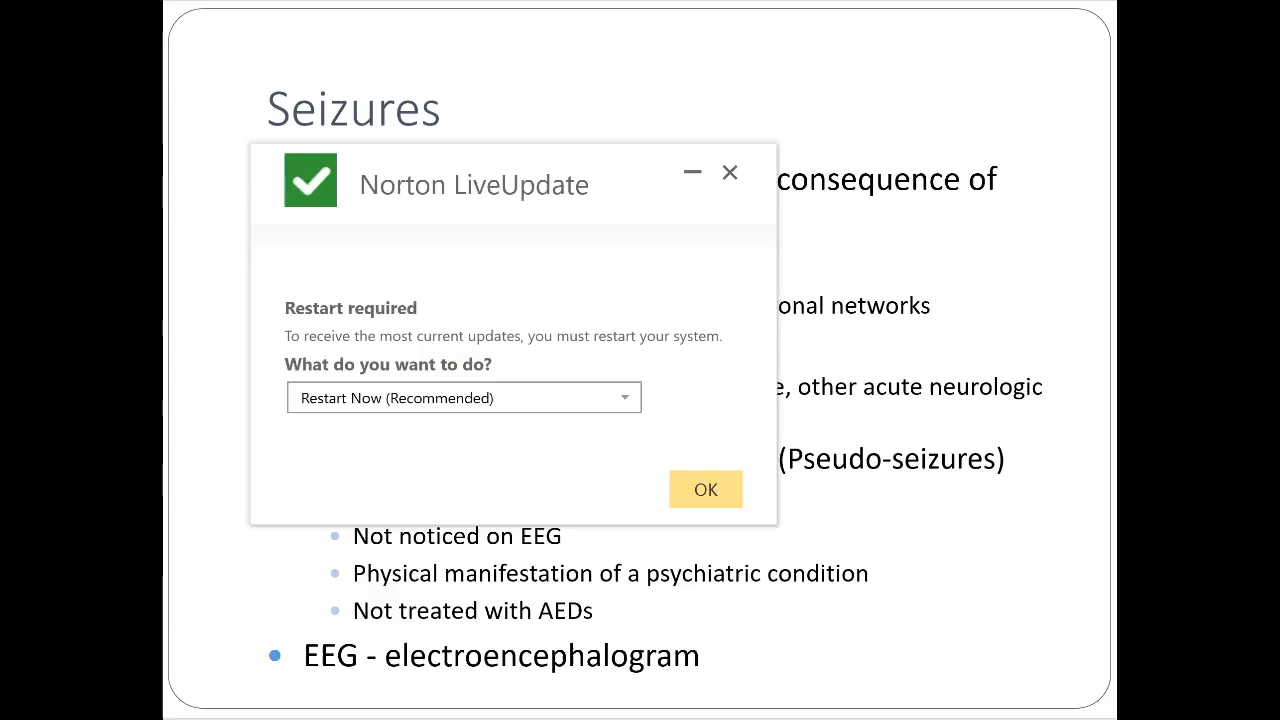 Seizures
consequence of
Norton LiveUpdate
onal networks
Restart required
To receive the most current updates, you must restart your system.
What do you want to do?
Restart Now (Recommended)
e, other acute neurologic
(Pseudo-seizures)
OK
Not noticed on EEG
Physical manifestation of a psychiatric condition
Not treated with AEDs
EEG - electroencephalogram